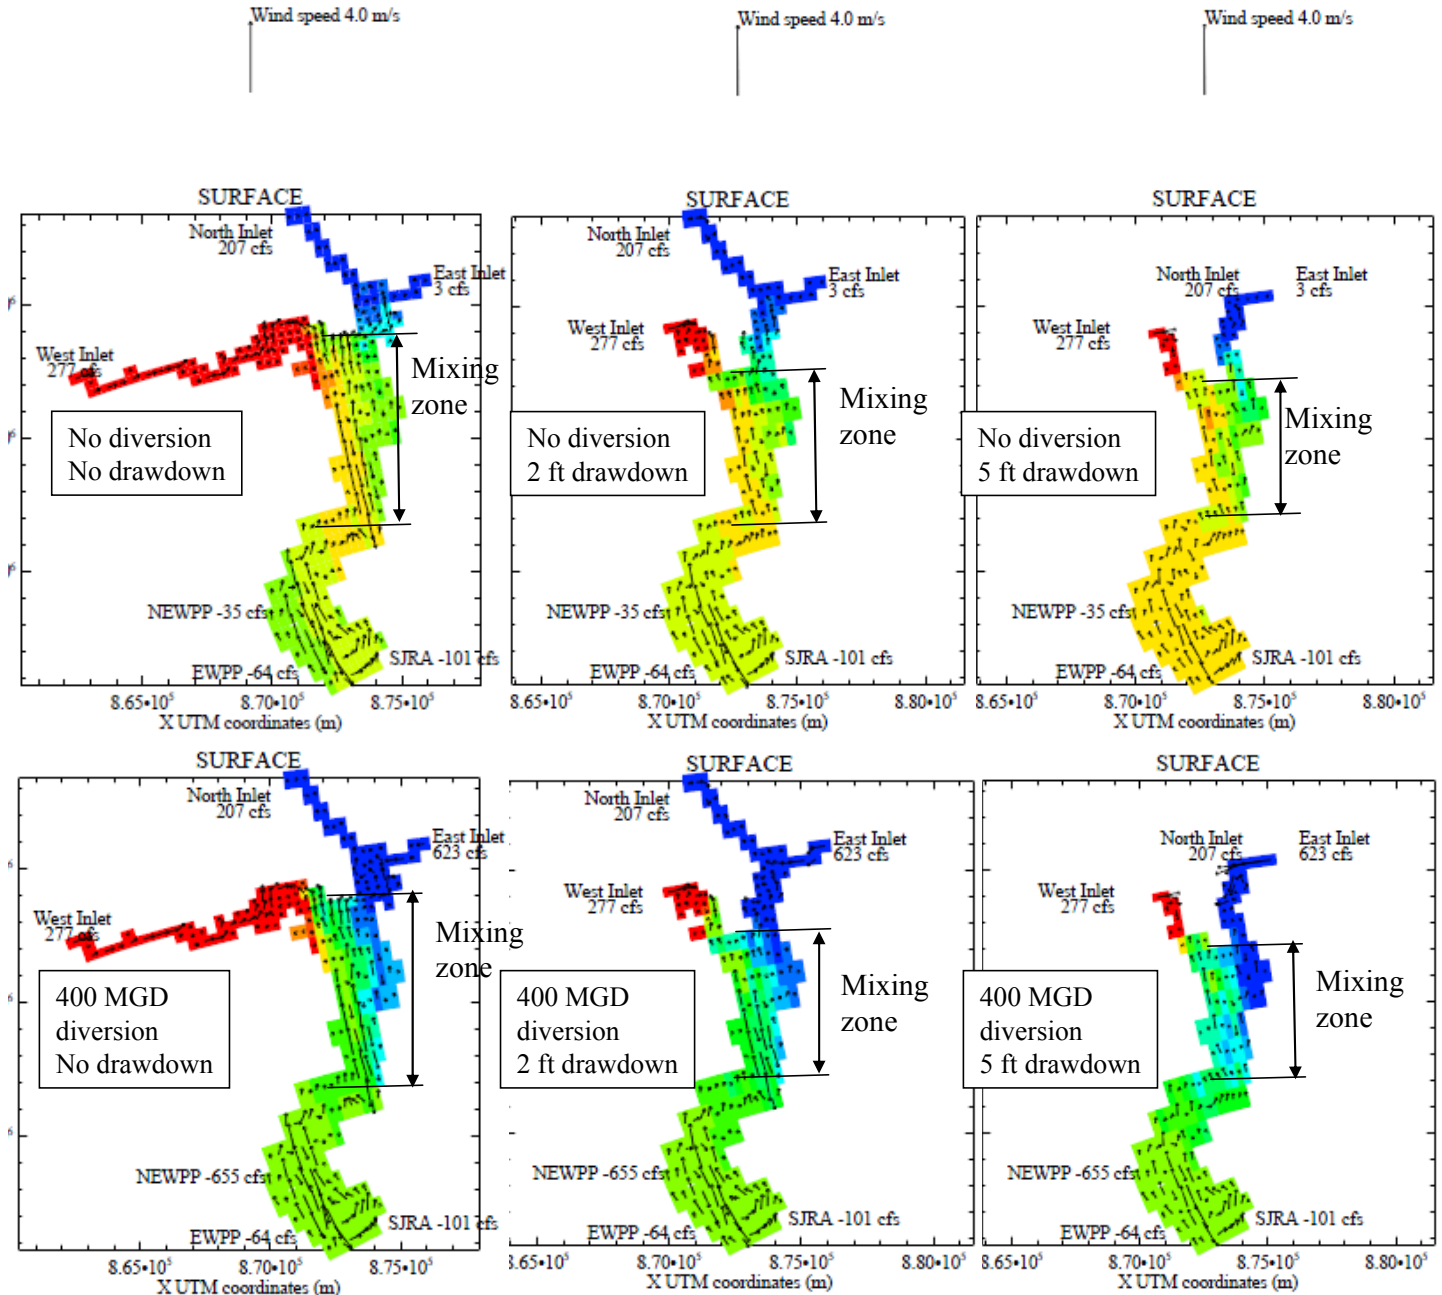 Wind speed 4.0 m/s
Wind speed 4.0 m/s
Wind speed 4.0 m/s
SURFACE
North Inlet
207 cfs
East Inlet
3 cfs
West Inlet
277 cfs
Mixing
zone
No diversion
No drawdown
NEWPP -35 cfs
EWPP -64 cfs
SJRA -101 cfs
8.65•10⁵
8.70•10⁵
8.75•10⁵
X UTM coordinates (m)
SURFACE
North Inlet
207 cfs
East Inlet
3 cfs
West Inlet
277 cfs
Mixing
zone
No diversion
2 ft drawdown
NEWPP -35 cfs
EWPP -64 cfs
SJRA -101 cfs
8.65•10⁵
8.70•10⁵
8.75•10⁵
8.80•10⁵
X UTM coordinates (m)
SURFACE
North Inlet
207 cfs
East Inlet
3 cfs
West Inlet
277 cfs
Mixing
zone
No diversion
5 ft drawdown
NEWPP -35 cfs
EWPP -64 cfs
SJRA -101 cfs
8.65•10⁵
8.70•10⁵
8.75•10⁵
8.80•10⁵
X UTM coordinates (m)
SURFACE
North Inlet
207 cfs
East Inlet
623 cfs
West Inlet
277 cfs
Mixing
zone
400 MGD
diversion
No drawdown
NEWPP -655 cfs
EWPP -64 cfs
SJRA -101 cfs
8.65•10⁵
8.70•10⁵
8.75•10⁵
X UTM coordinates (m)
SURFACE
North Inlet
207 cfs
East Inlet
623 cfs
West Inlet
277 cfs
Mixing
zone
400 MGD
diversion
2 ft drawdown
NEWPP -655 cfs
EWPP -64 cfs
SJRA -101 cfs
8.65•10⁵
8.70•10⁵
8.75•10⁵
8.80•10⁵
X UTM coordinates (m)
SURFACE
North Inlet
207 cfs
East Inlet
623 cfs
West Inlet
277 cfs
Mixing
zone
400 MGD
diversion
5 ft drawdown
NEWPP -655 cfs
EWPP -64 cfs
SJRA -101 cfs
8.65•10⁵
8.70•10⁵
8.75•10⁵
8.80•10⁵
X UTM coordinates (m)